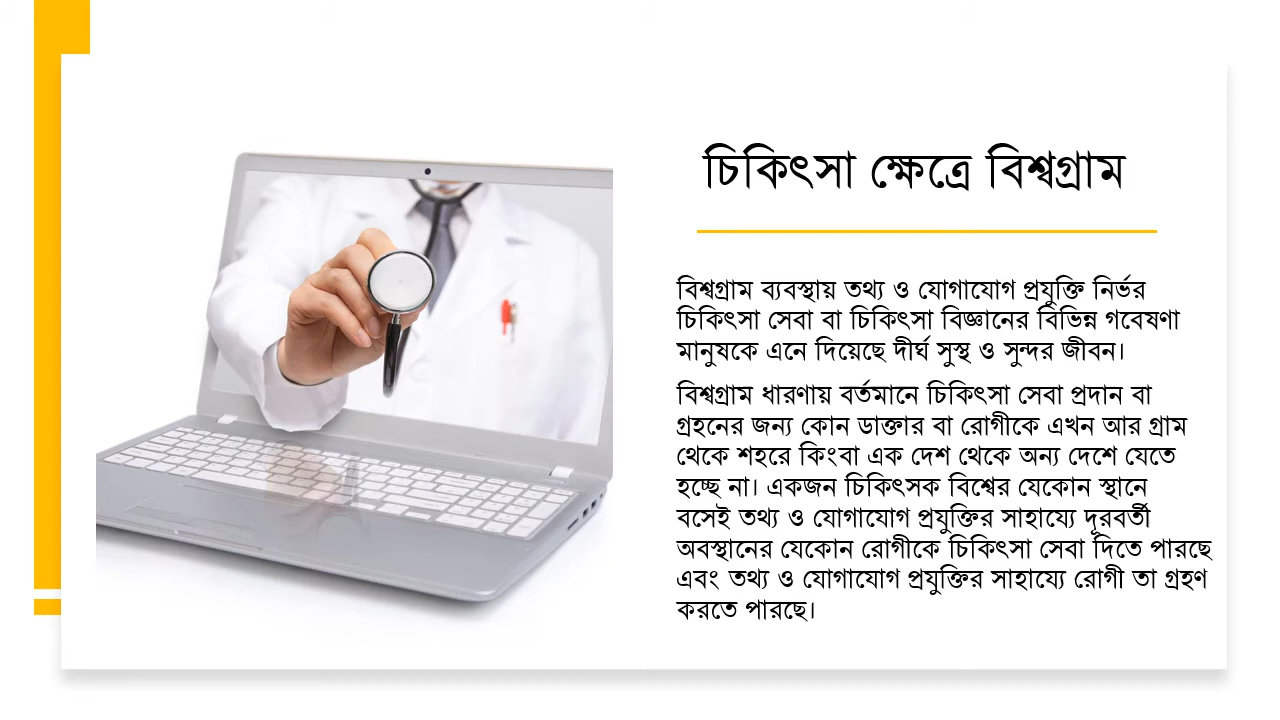 চিকিৎসা ক্ষেত্রে বিশ্বগ্রাম
বিশ্বগ্রাম ব্যবস্থায় তথ্য ও যোগাযোগ প্রযুক্তি নির্ভর
চিকিৎসা সেবা বা চিকিৎসা বিজ্ঞানের বিভিন্ন গবেষণা
মানুষকে এনে দিয়েছে দীর্ঘ সুস্থ ও সুন্দর জীবন।
বিশ্বগ্রাম ধারণায় বর্তমানে চিকিৎসা সেবা প্রদান বা
গ্রহনের জন্য কোন ডাক্তার বা রোগীকে এখন আর গ্রাম
থেকে শহরে কিংবা এক দেশ থেকে অন্য দেশে যেতে
হচ্ছে না। একজন চিকিৎসক বিশ্বের যেকোন স্থানে
বসেই তথ্য ও যোগাযোগ প্রযুক্তির সাহায্যে দূরবর্তী
অবস্থানের যেকোন রোগীকে চিকিৎসা সেবা দিতে পারছে
এবং তথ্য ও যোগাযোগ প্রযুক্তির সাহায্যে রোগী তা গ্রহণ
করতে পারছে।